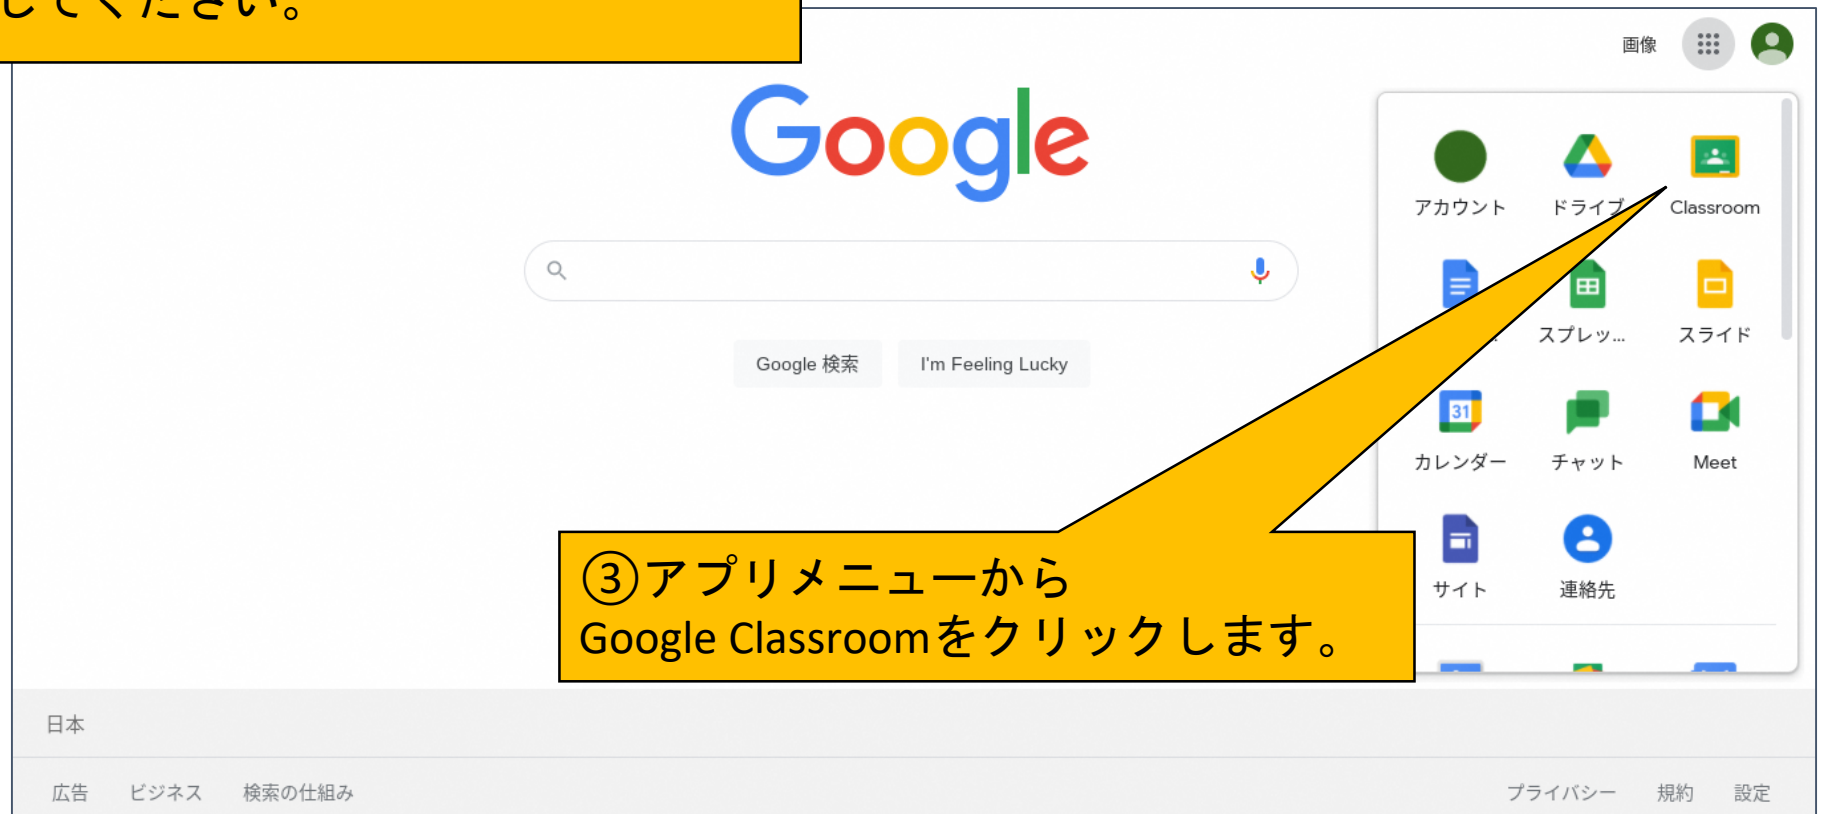 してください。
画像
Google
アカウント ドライブ Classroom
スプレッ... スライド
Google 検索 I'm Feeling Lucky
31
カレンダー チャット Meet
③アプリメニューから
Google Classroomをクリックします。
サイト 連絡先
日本
広告 ビジネス 検索の仕組み プライバシー 規約 設定